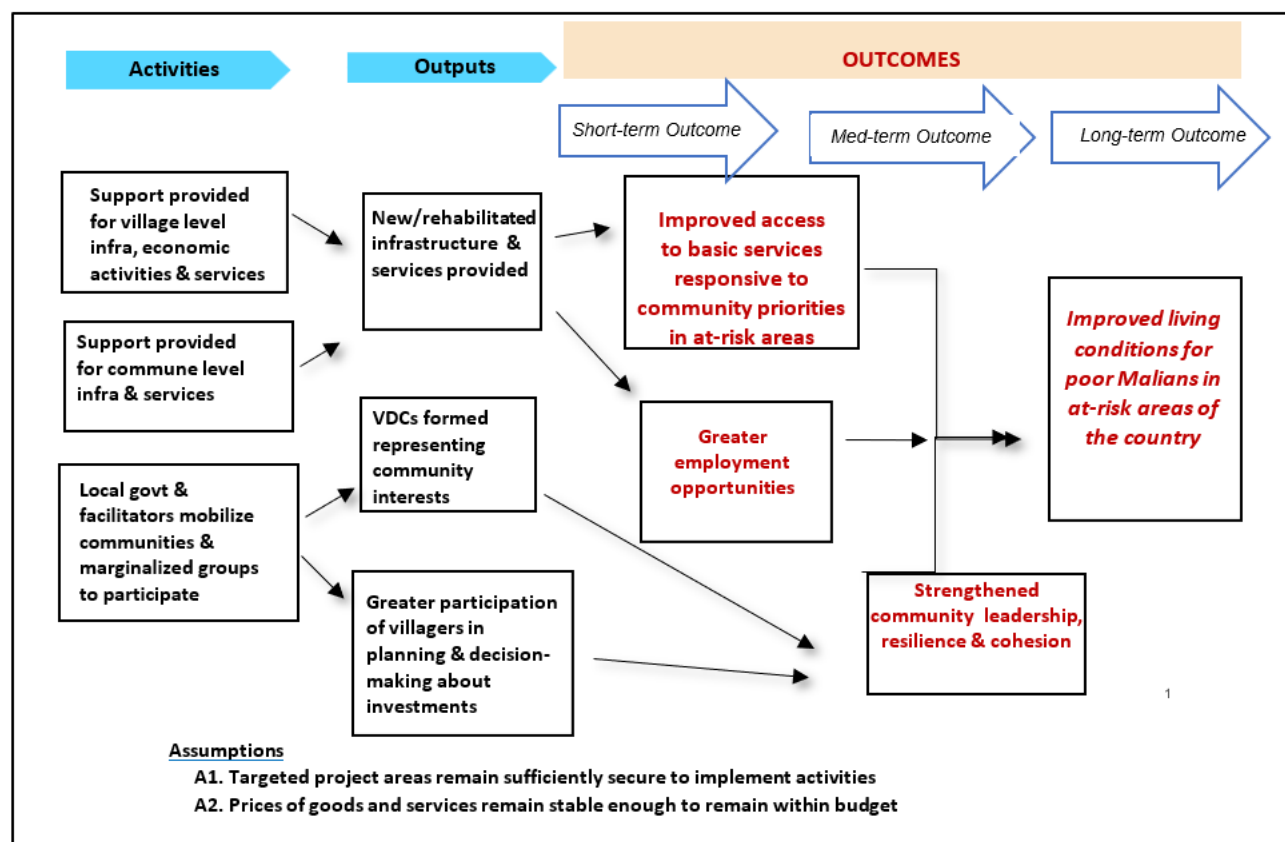 Activities
Outputs
OUTCOMES
Short-term Outcome
Med-term Outcome
Long-term Outcome
Support provided
for village level
infra, economic
activities & services
Support provided
for commune level
infra & services
Local govt &
facilitators mobilize
communities &
marginalized groups
to participate
New/rehabilitated
infrastructure &
services provided
VDCs formed
representing
community
interests
Greater participation
of villagers in
planning & decision-
making about
investments
Improved access
to basic services
responsive to
community priorities
in at-risk areas
Greater
employment
opportunities
Strengthened
community leadership,
resilience & cohesion
Improved living
conditions for
poor Malians in
at-risk areas of
the country
1
Assumptions
A1. Targeted project areas remain sufficiently secure to implement activities
A2. Prices of goods and services remain stable enough to remain within budget